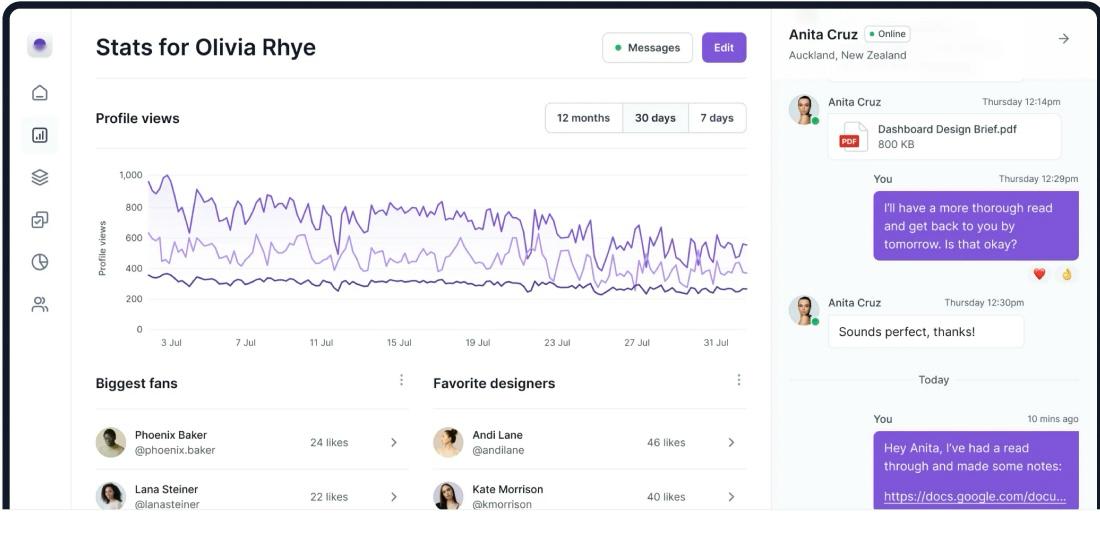 Stats for Olivia Rhye
Messages
Edit
Profile views
12 months
30 days
7 days
1,000
800
600
400
200
0
Profile views
3 Jul
7 Jul
11 Jul
15 Jul
19 Jul
23 Jul
27 Jul
31 Jul
Biggest fans
Phoenix Baker
@phoenix.baker
24 likes
Lana Steiner
@lanasteiner
22 likes
Favorite designers
Andi Lane
@andilane
46 likes
Kate Morrison
@kmorrison
40 likes
Anita Cruz
Online
Auckland, New Zealand
Anita Cruz
Thursday 12:14pm
PDF
Dashboard Design Brief.pdf
800 KB
You
Thursday 12:29pm
I'll have a more thorough read
and get back to you by
tomorrow. Is that okay?
Anita Cruz
Thursday 12:30pm
Sounds perfect, thanks!
Today
You
10 mins ago
Hey Anita, I've had a read
through and made some notes:
https://docs.google.com/docu...